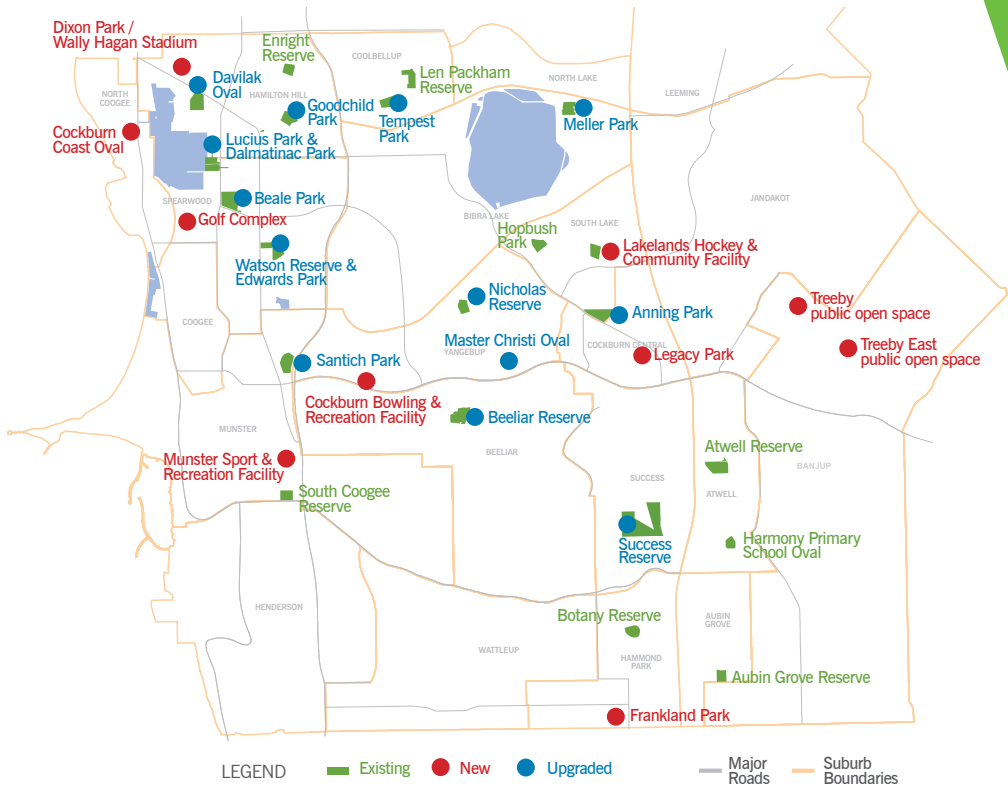 Dixon Park /
Wally Hagan Stadium
Enright
Reserve
COOLBELLUP
Len Packham
Reserve
NORTH LAKE
LEEMING
Davilak
Oval
NORTH
COOGEE
HAMILTON HILL
Goodchild
Park
Tempest
Park
Meller Park
Cockburn
Coast Oval
Lucius Park &
Dalmatinac Park
SPEARWOOD
Beale Park
JANDAKOT
Golf Complex
BIBRA LAKE
Hopbush
Park
SOUTH LAKE
Lakelands Hockey &
Community Facility
Watson Reserve &
Edwards Park
Nicholas
Reserve
Treeby
public open space
Anning Park
COOGEE
Master Christi Oval
YANGEBUP
COCKBURN CENTRAL
Legacy Park
Treeby East
public open space
Santich Park
Cockburn Bowling &
Recreation Facility
Beeliar Reserve
MUNSTER
BEELIAR
Atwell Reserve
BANJUP
Munster Sport &
Recreation Facility
SUCCESS
ATWELL
South Coogee
Reserve
Success
Reserve
Harmony Primary
School Oval
HENDERSON
Botany Reserve
AUBIN
GROVE
WATTLEUP
HAMMOND
PARK
Aubin Grove Reserve
Frankland Park
LEGEND
Existing
New
Upgraded
Major
Roads
Suburb
Boundaries